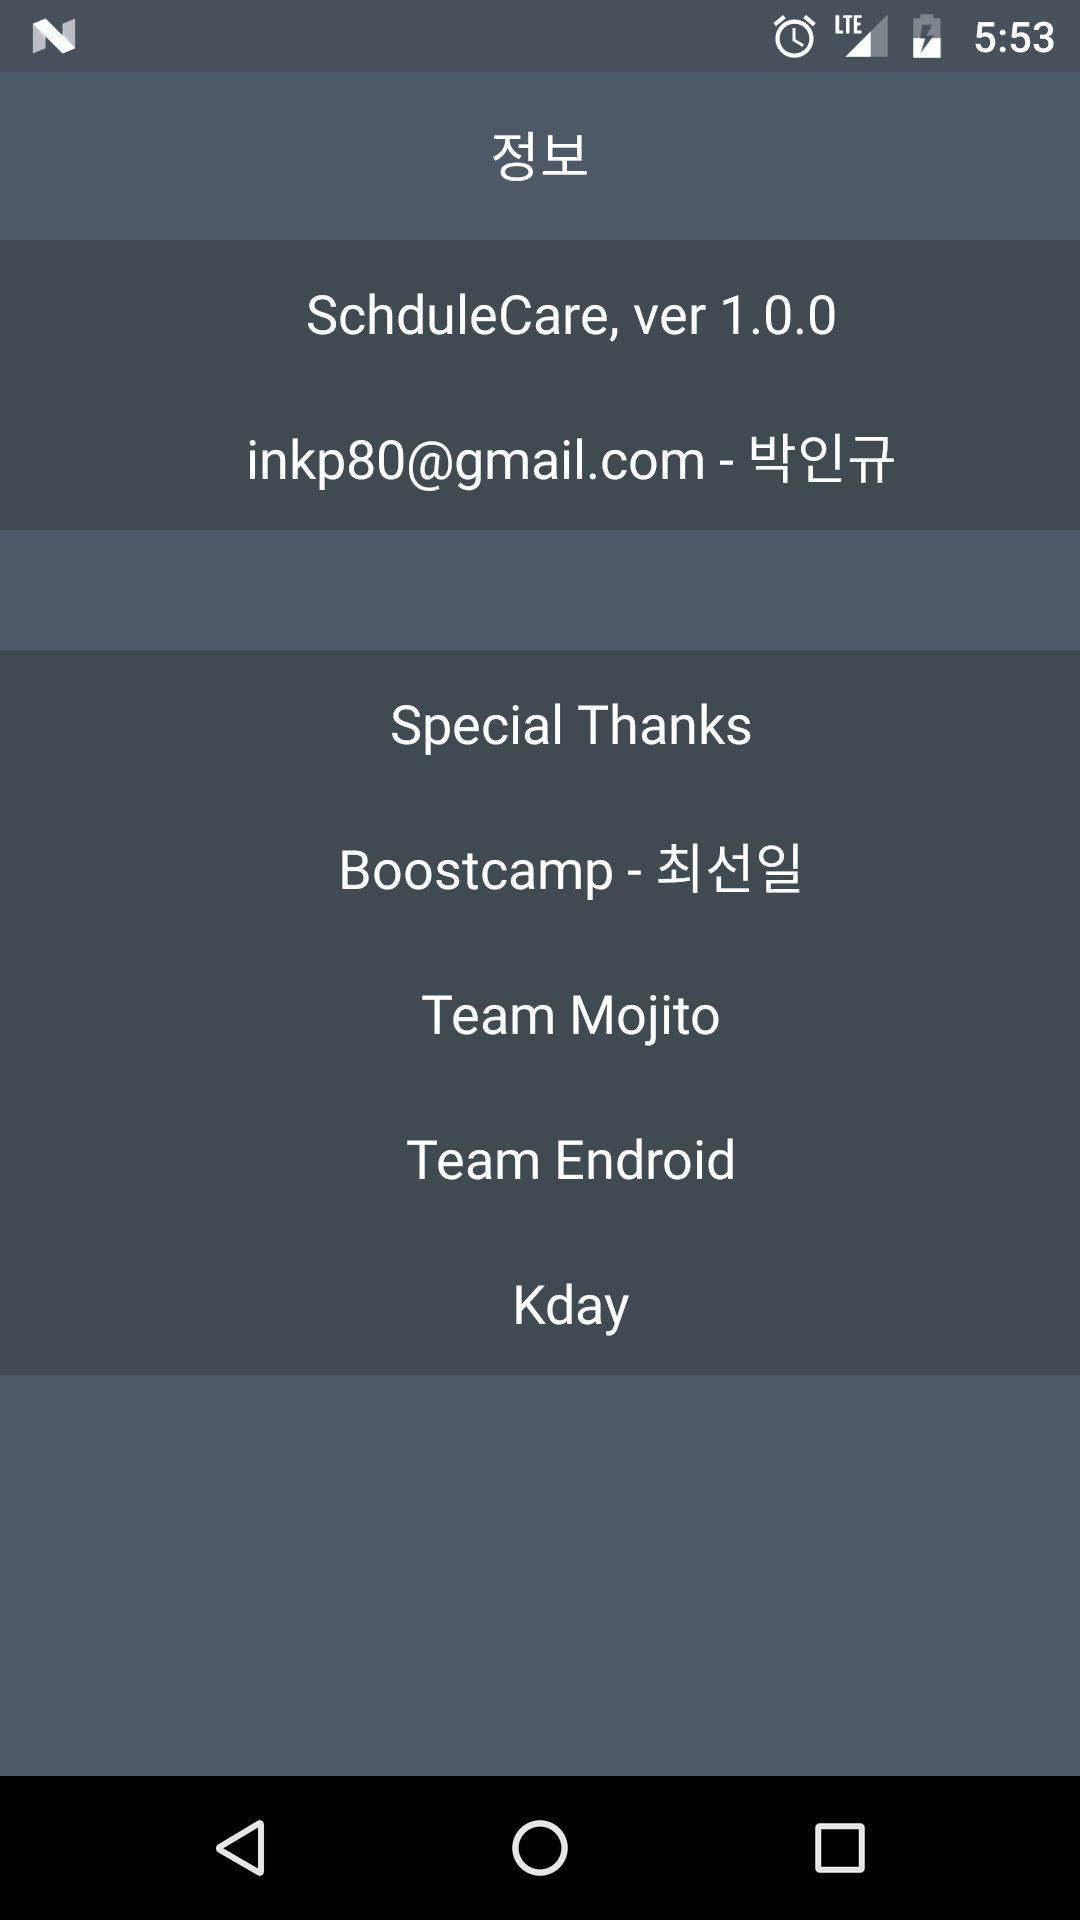 LTE 5:53
정보
SchduleCare, ver 1.0.0
inkp80@gmail.com - 박인규
Special Thanks
Boostcamp - 최선일
Team Mojito
Team Endroid
Kday